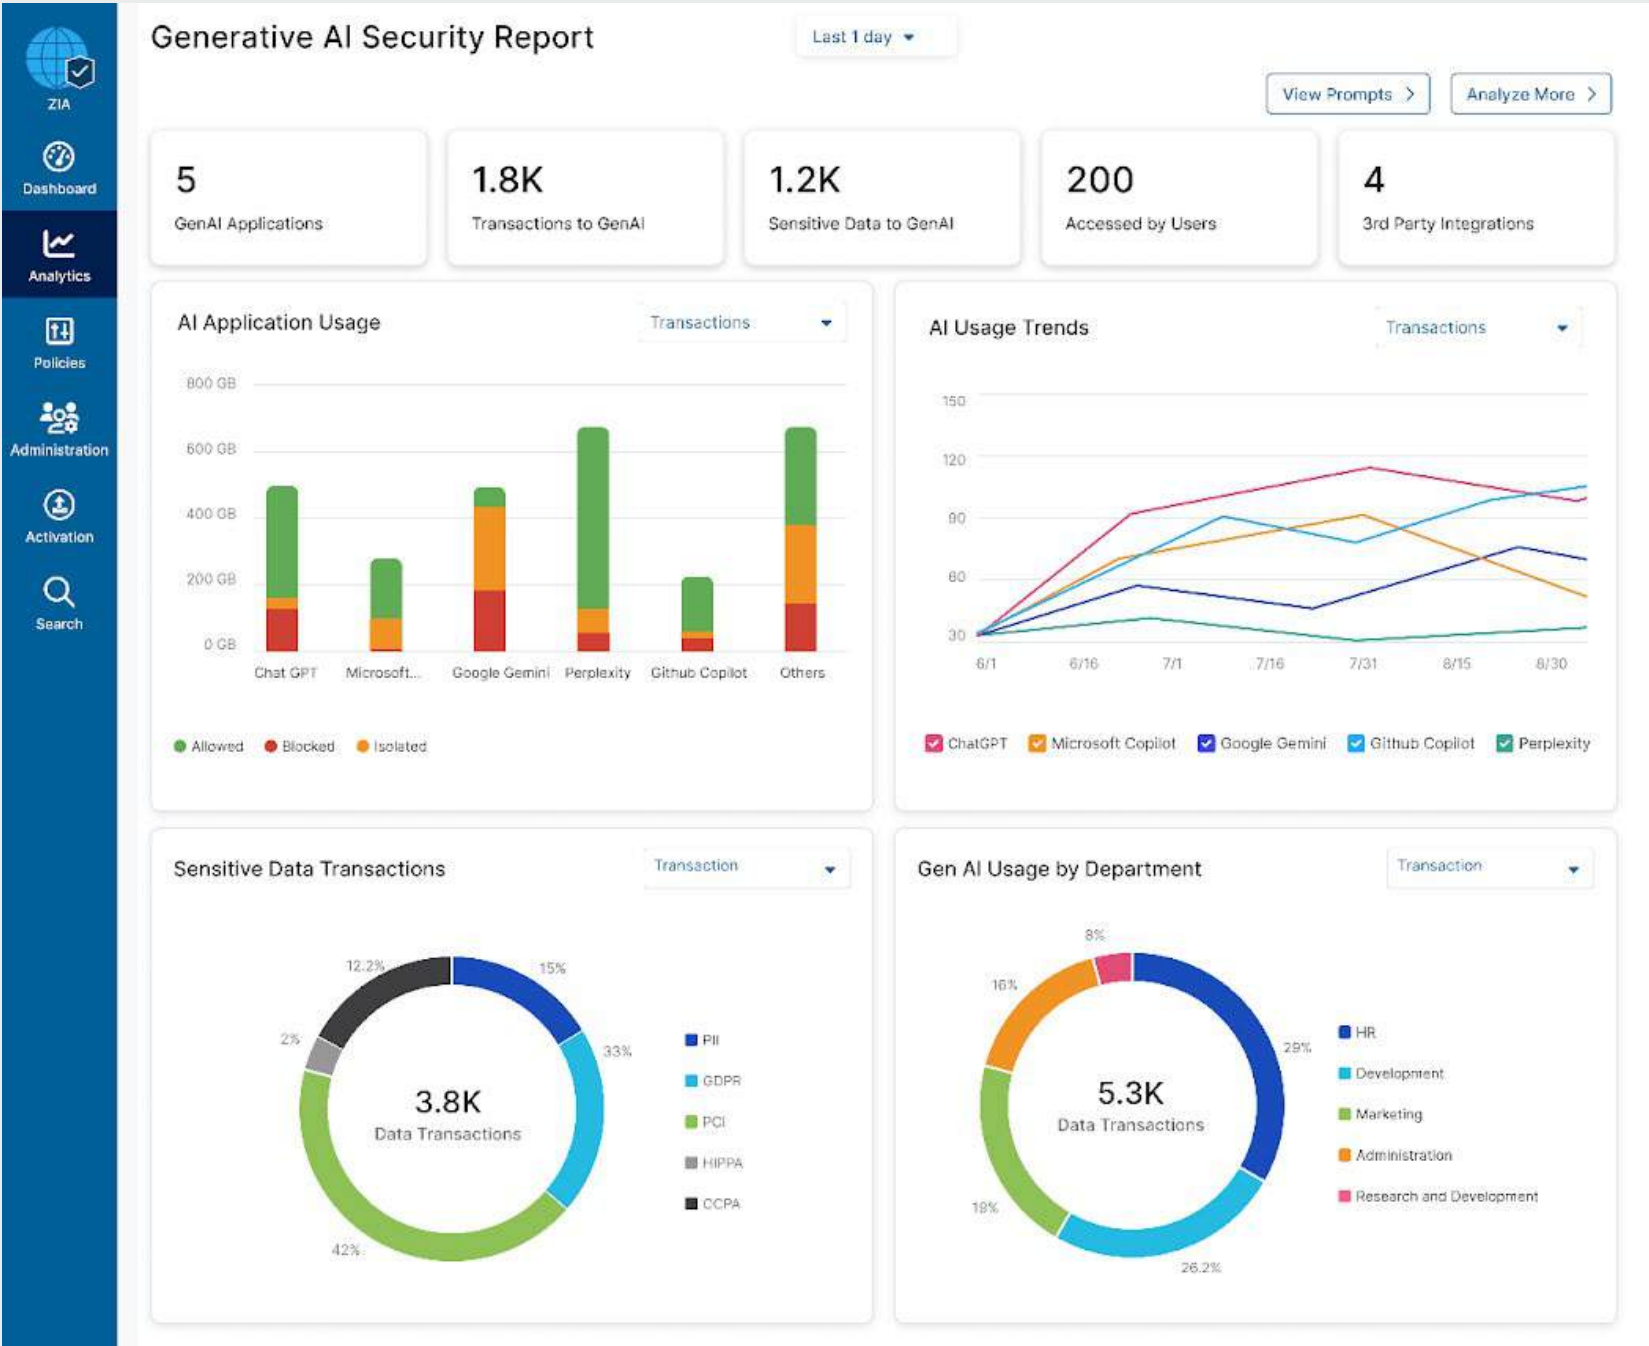 Generative AI Security Report
Last 1 day
View Prompts
Analyze More
ZIA
Dashboard
Analytics
Policies
Administration
Activation
Search
5
GenAI Applications
1.8K
Transactions to GenAI
1.2K
Sensitive Data to GenAI
200
Accessed by Users
4
3rd Party Integrations
AI Application Usage
Transactions
800 GB
600 GB
400 GB
200 GB
0 GB
Chat GPT Microsoft... Google Gemini Perplexity Github Copilot Others
Allowed Blocked Isolated
AI Usage Trends
Transactions
150
120
90
60
30
6/1 6/16 7/1 7/16 7/31 8/15 8/30
ChatGPT Microsoft Copilot Google Gemini Github Copilot Perplexity
Sensitive Data Transactions
Transaction
12.2%
15%
2%
33%
42%
3.8K
Data Transactions
PII
GDPR
PCI
HIPPA
CCPA
Gen AI Usage by Department
Transaction
8%
16%
29%
19%
26.2%
5.3K
Data Transactions
HR
Development
Marketing
Administration
Research and Development